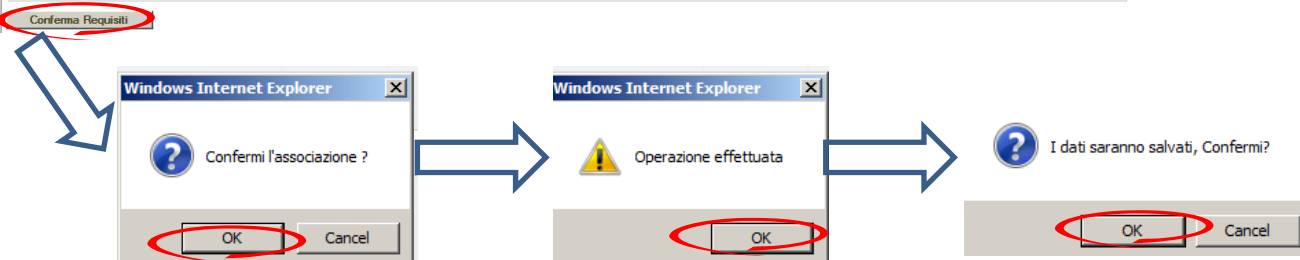 Conferma Requisiti
Windows Internet Explorer
Confermi l'associazione ?
OK
Cancel
Windows Internet Explorer
Operazione effettuata
OK
I dati saranno salvati, Confermi?
OK
Cancel